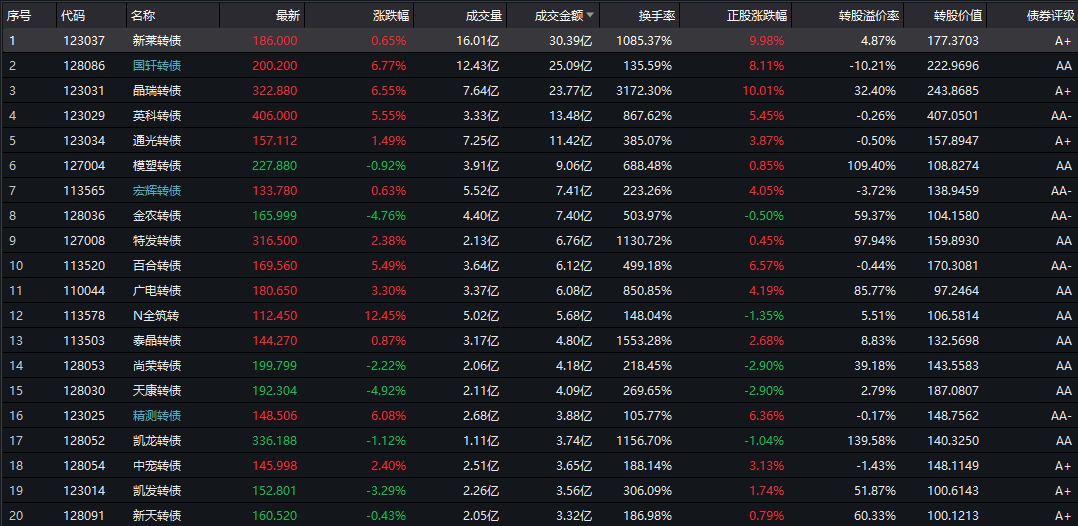 序号 代码 名称 最新 涨跌幅 成交量 成交金额 换手率 正股涨跌幅 转股溢价率 转股价值 债券评级
1 123037 新莱转债 186.000 0.65% 16.01亿 30.39亿 1085.37% 9.98% 4.87% 177.3703 A+
2 128086 国轩转债 200.200 6.77% 12.43亿 25.09亿 135.59% 8.11% -10.21% 222.9696 AA
3 123031 晶瑞转债 322.880 6.55% 7.64亿 23.77亿 3172.30% 10.01% 32.40% 243.8685 A+
4 123029 英科转债 406.000 5.55% 3.33亿 13.48亿 867.62% 5.45% -0.26% 407.0501 AA-
5 123034 通光转债 157.112 1.49% 7.25亿 11.42亿 385.07% 3.87% -0.50% 157.8947 A+
6 127004 模塑转债 227.880 -0.92% 3.91亿 9.06亿 688.48% 0.85% 109.40% 108.8274 AA
7 113565 宏辉转债 133.780 0.63% 5.52亿 7.41亿 223.26% 4.05% -3.72% 138.9459 AA-
8 128036 金农转债 165.999 -4.76% 4.40亿 7.40亿 503.97% -0.50% 59.37% 104.1580 AA-
9 127008 特发转债 316.500 2.38% 2.13亿 6.76亿 1130.72% 0.45% 97.94% 159.8930 AA
10 113520 百合转债 169.560 5.49% 3.64亿 6.12亿 499.18% 6.57% -0.44% 170.3081 AA-
11 110044 广电转债 180.650 3.30% 3.37亿 6.08亿 850.85% 4.19% 85.77% 97.2464 AA
12 113578 N全筑转 112.450 12.45% 5.02亿 5.68亿 148.04% -1.35% 5.51% 106.5814 AA
13 113503 泰晶转债 144.270 0.87% 3.17亿 4.80亿 1553.28% 2.68% 8.83% 132.5698 AA-
14 128053 尚荣转债 199.799 -2.22% 2.06亿 4.18亿 218.45% -2.90% 39.18% 143.5583 AA
15 128030 天康转债 192.304 -4.92% 2.11亿 4.09亿 269.65% -2.90% 2.79% 187.0807 AA
16 123025 精测转债 148.506 6.08% 2.68亿 3.88亿 105.77% 6.36% -0.17% 148.7562 AA-
17 128052 凯龙转债 336.188 -1.12% 1.11亿 3.74亿 1156.70% -1.04% 139.58% 140.3250 AA
18 128054 中宠转债 145.998 2.40% 2.51亿 3.65亿 188.14% 3.13% -1.43% 148.1149 A+
19 123014 凯发转债 152.801 -3.29% 2.26亿 3.56亿 306.09% 1.74% 51.87% 100.6143 A+
20 128091 新天转债 160.520 -0.43% 2.05亿 3.32亿 186.98% 0.79% 60.33% 100.1213 A+